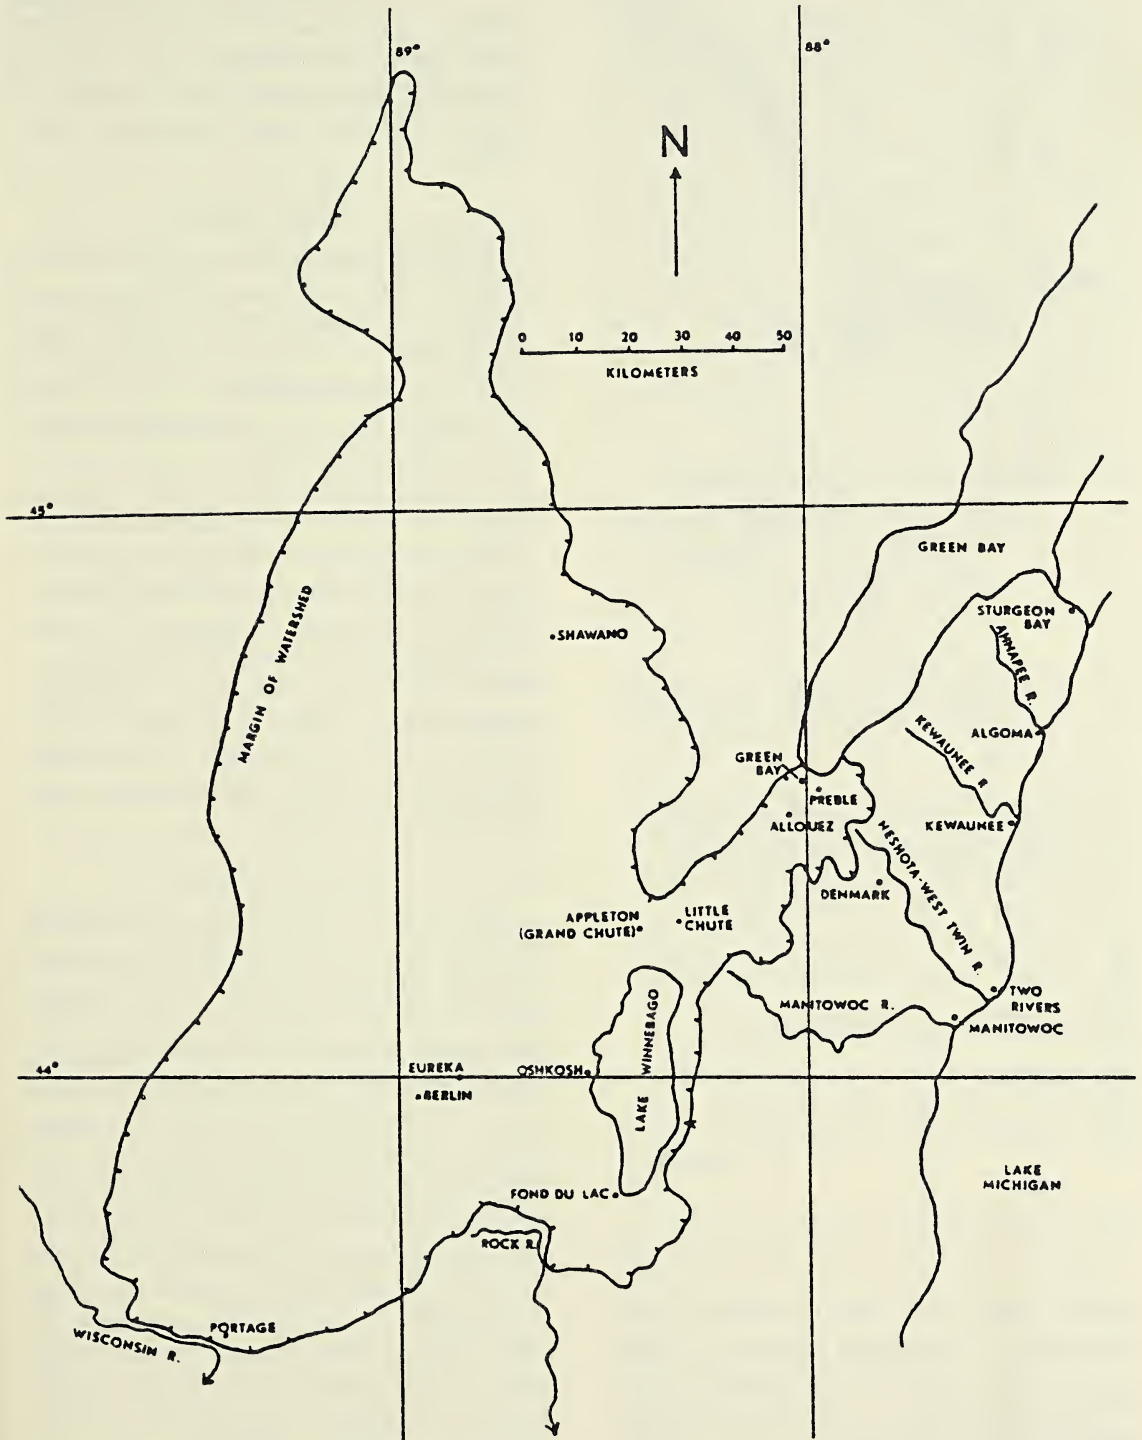 89°
88°
N
0 10 20 30 40 50
KILOMETERS
45°
GREEN BAY
MARGIN OF WATERSHED
SHAWANO
STURGEON
BAY
AHNAPEE R.
ALGOMA
KEWAUNEE R.
GREEN
BAY
PREBLE
ALLOUEZ
KEWAUNEE
NESHOTA-WEST TWIN R.
DENMARK
APPLETON
(GRAND CHUTE)
LITTLE
CHUTE
TWO
RIVERS
MANITOWOC R.
MANITOWOC
LAKE WINNEBAGO
44°
EUREKA
OSHKOSH
BERLIN
LAKE
MICHIGAN
FOND DU LAC
ROCK R.
PORTAGE
WISCONSIN R.